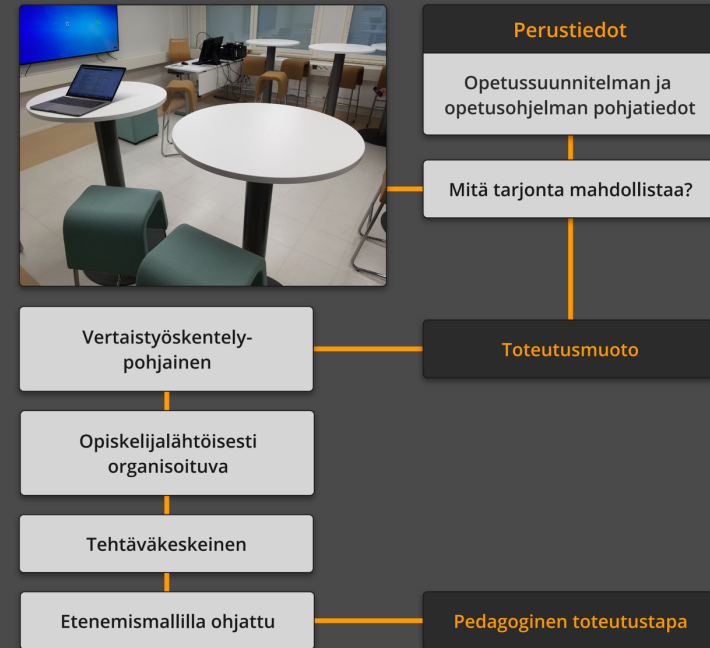 Perustiedot
Opetussuunnitelman ja
opetusohjelman pohjatiedot
Mitä tarjonta mahdollistaa?
Toteutusmuoto
Vertaistyöskentely-
pohjainen
Opiskelijalähtöisesti
organisoituva
Tehtäväkeskeinen
Etenemismallilla ohjattu
Pedagoginen toteutustapa